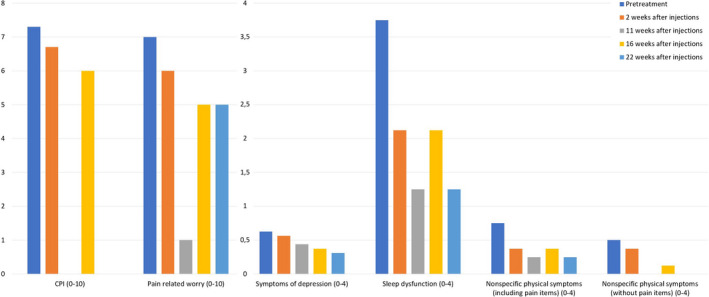 8
7
6
5
4
3
2
1
0
CPI (0-10)
Pain related worry (0-10)
4
3,5
3
2,5
2
1,5
1
0,5
0
Symptoms of depression (0-4)
Sleep dysfunction (0-4)
Nonspecific physical symptoms
(including pain items) (0-4)
Nonspecific physical symptoms
(without pain items) (0-4)
Pretreatment
2 weeks after injections
11 weeks after injections
16 weeks after injections
22 weeks after injections